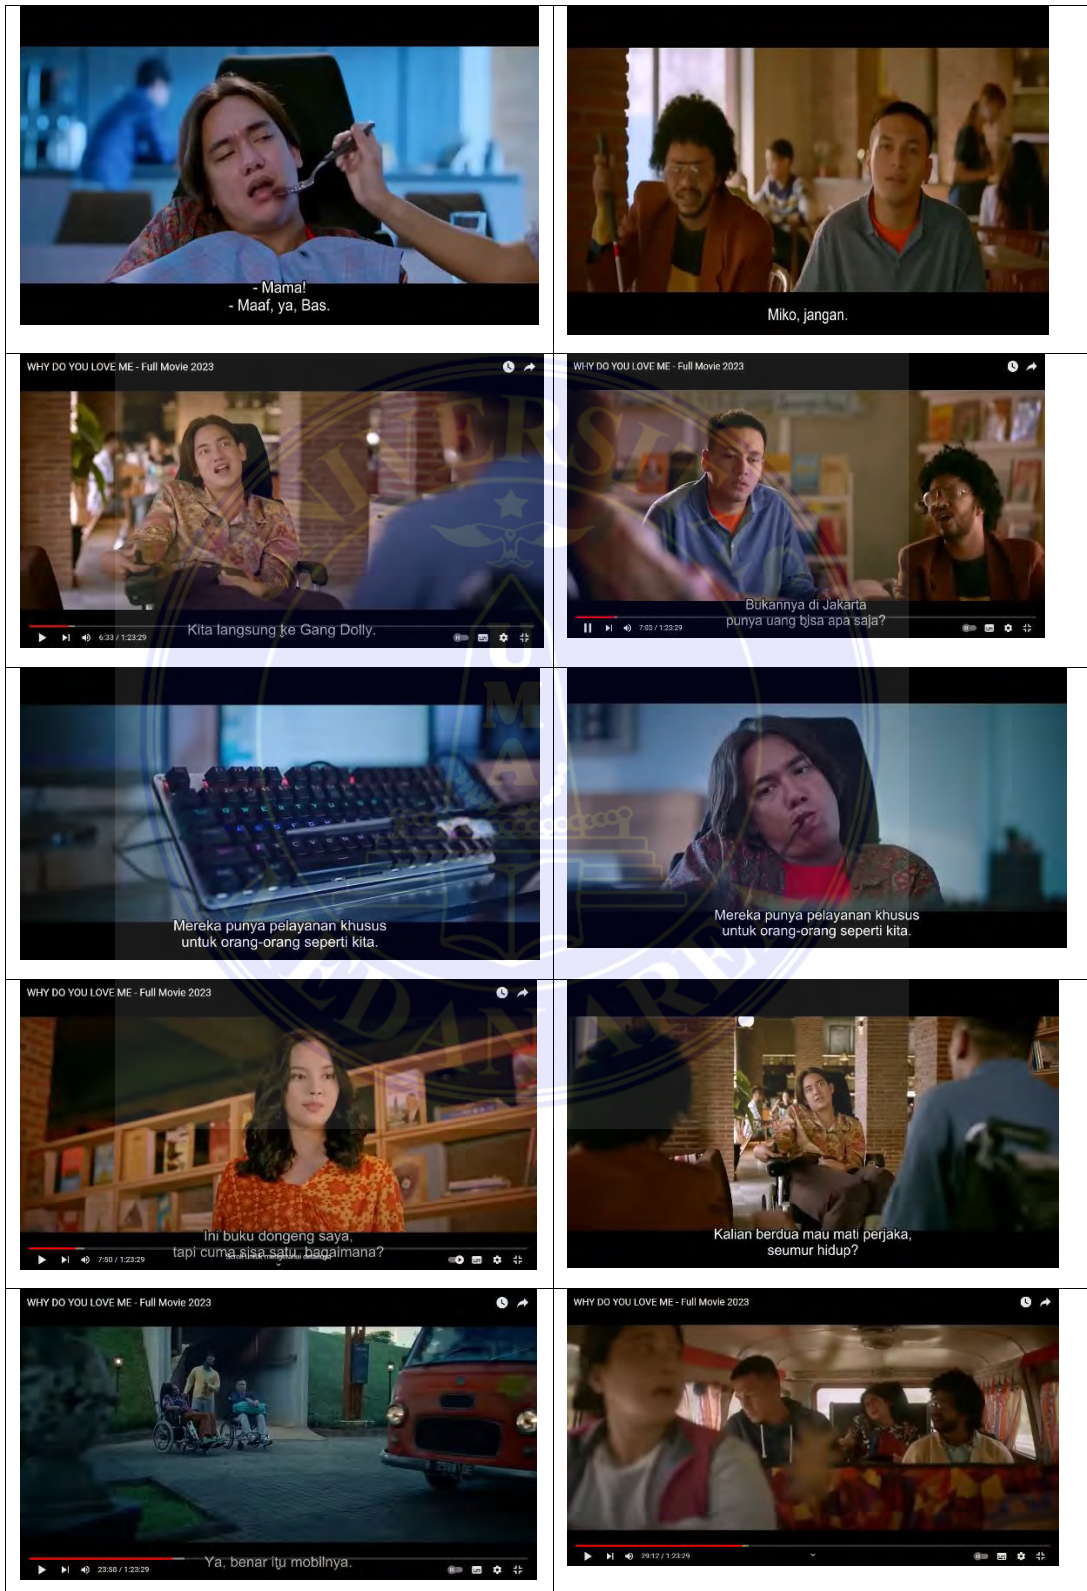 - Mama!
- Maaf, ya, Bas.
Miko, jangan.
WHY DO YOU LOVE ME - Full Movie 2023
Kita langsung ke Gang Dolly.
6:33 / 1:23:29
WHY DO YOU LOVE ME - Full Movie 2023
Bukannya di Jakarta
punya uang bisa apa saja?
7:03 / 1:23:29
Mereka punya pelayanan khusus
untuk orang-orang seperti kita.
Mereka punya pelayanan khusus
untuk orang-orang seperti kita.
WHY DO YOU LOVE ME - Full Movie 2023
Ini buku dongeng saya,
tapi cuma sisa satu, bagaimana?
7:50 / 1:23:29
Kalian berdua mau mati perjaka,
seumur hidup?
WHY DO YOU LOVE ME - Full Movie 2023
Ya, benar itu mobilnya.
23:58 / 1:23:29
WHY DO YOU LOVE ME - Full Movie 2023
29:12 / 1:23:29
UNIVERSITAS MEDAN AREA
UMA